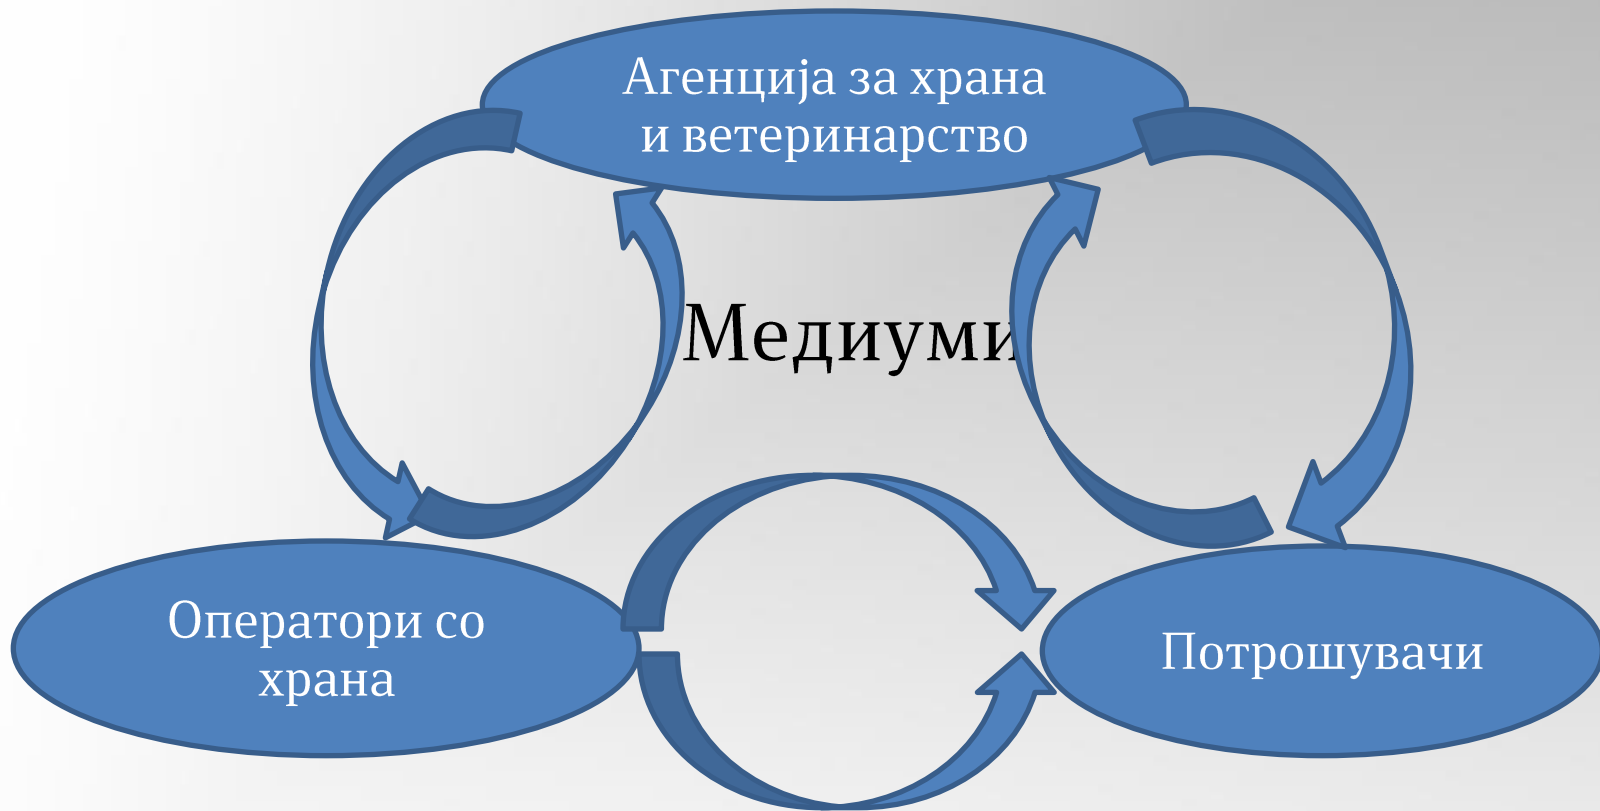 Агенција за храна
и ветеринарство
Медиуми
Оператори со
храна
Потрошувачи